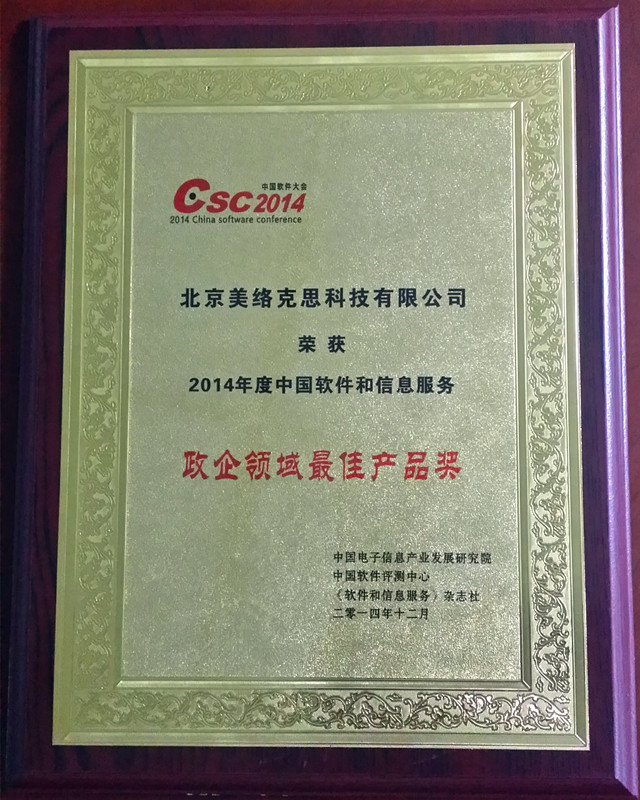 中国软件大会
CSC2014
2014 China software conference
北京美络克思科技有限公司
荣获
2014年度中国软件和信息服务
政企领域最佳产品奖
中国电子信息产业发展研究院
中国软件评测中心
《软件和信息服务》杂志社
二零一四年十二月